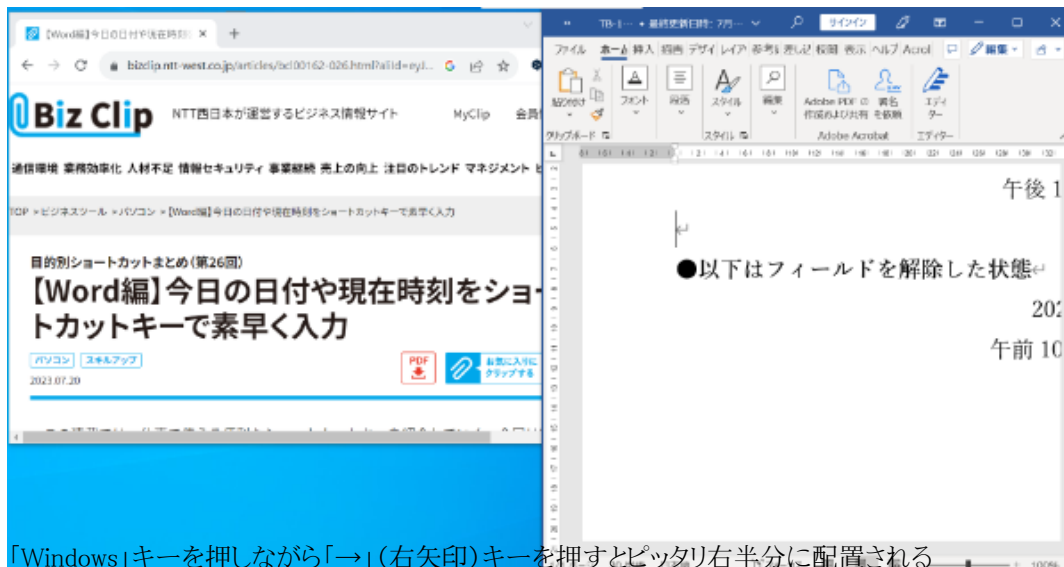 【Word編】今日の日付や現在時刻
bizclip.ntt-west.co.jp/articles/bcl00162-026.html?
Biz Clip NTT西日本が運営するビジネス情報サイト MyClip
通信環境 業務効率化 人材不足 情報セキュリティ 事業継続 売上の向上 注目のトレンド マネジメント
TOP >ビジネスツール >パソコン >【Word編】今日の日付や現在時刻をショートカットキーで素早く入力
目的別ショートカットまとめ(第26回)
【Word編】今日の日付や現在時刻をショー
トカットキーで素早く入力
パソコン スキルアップ
PDF お気に入りに
クリップする
2023.07.20
TB-1… • 最終更新日時: 7月… サインイン
ファイル ホーム 挿入 描画 デザイ レイア 参考 差し込 校閲 表示 ヘルプ Acrol 編集
貼り付け フォント 段落 スタイル 編集 Adobe PDF の 署名 エディ
作成および共有 を依頼 ター
クリップボード スタイル Adobe Acrobat エディター
午後 1
●以下はフィールドを解除した状態
202
午前 10
100%
「Windows」キーを押しながら「→」(右矢印)キーを押すとピッタリ右半分に配置される